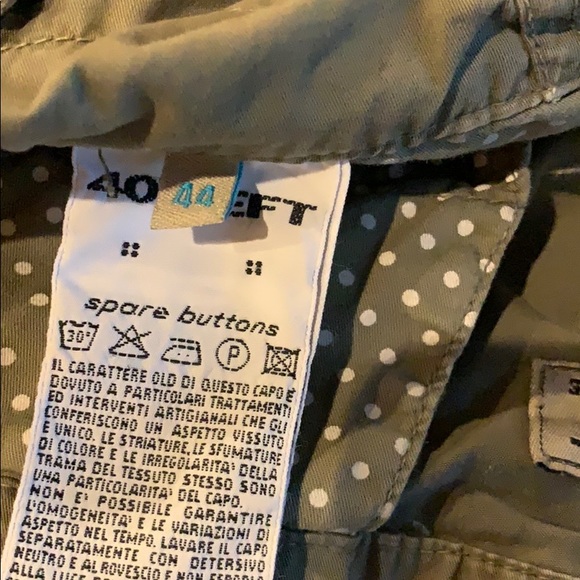 40 EFT
44
spare buttons
30° P
IL CARATTERE OLD DI QUESTO CAPO È
DOVUTO A PARTICOLARI TRATTAMENTI
ED INTERVENTI ARTIGIANALI CHE GLI
CONFERISCONO UN ASPETTO VISSUTO
E UNICO. LE STRIATURE, LE SFUMATURE
DI COLORE E LE IRREGOLARITA' DELLA
TRAMA DEL TESSUTO STESSO SONO
UNA PARTICOLARITA' DEL CAPO.
NON È POSSIBILE GARANTIRE
L'OMOGENEITA' E LE VARIAZIONI DI
ASPETTO NEL TEMPO. LAVARE IL CAPO
SEPARATAMENTE CON DETERSIVO
NEUTRO E AL ROVESCIO E NON ESPORLO
ALLA LUCE